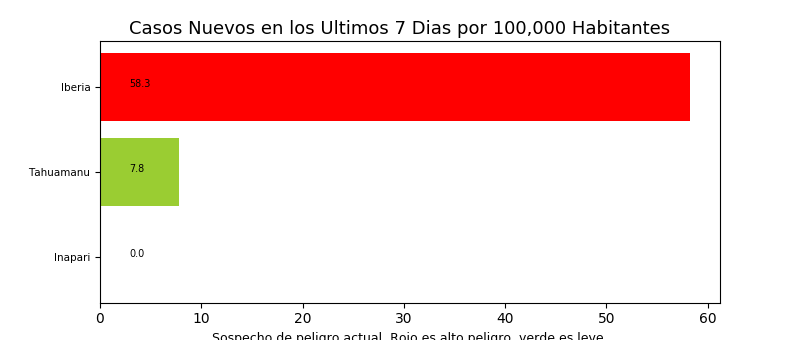 Casos Nuevos en los Ultimos 7 Dias por 100,000 Habitantes
Iberia
58.3
Tahuamanu
7.8
Inapari
0.0
0 10 20 30 40 50 60
Sospecho de peligro actual. Rojo es alto peligro, verde es leve